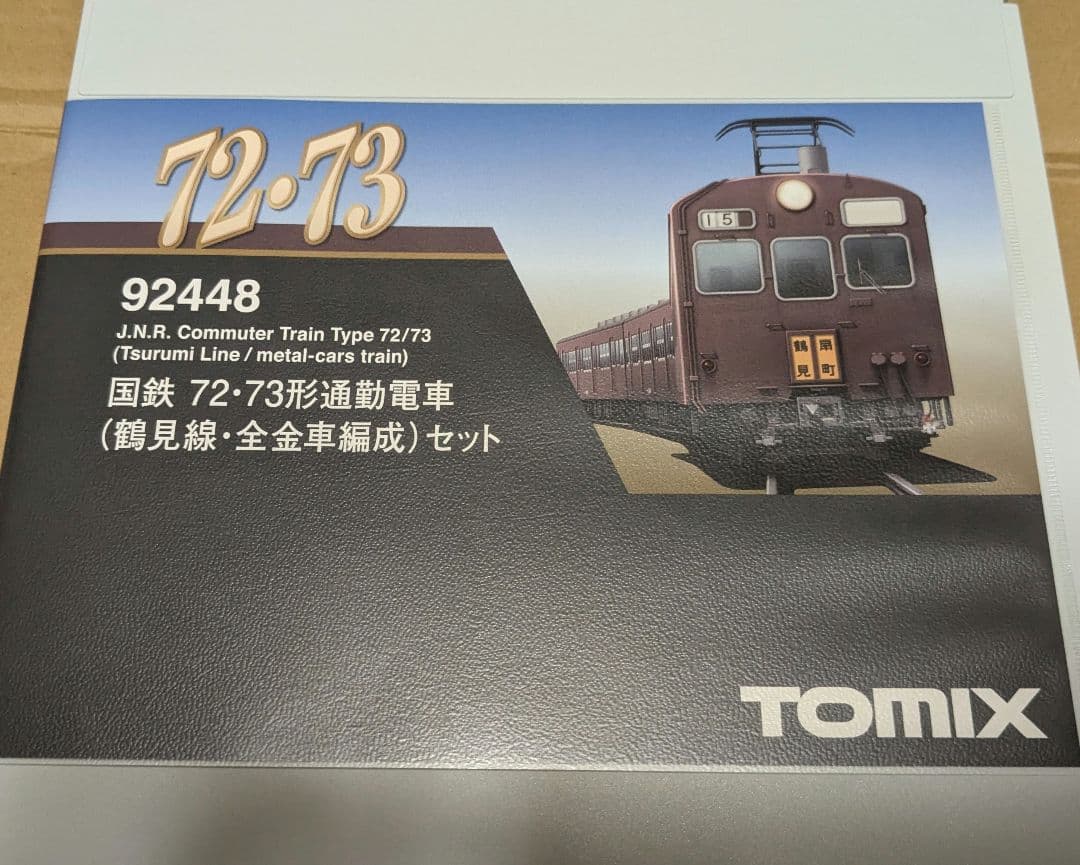 72・73
92448
J.N.R. Commuter Train Type 72/73
(Tsurumi Line / metal-cars train)
国鉄 72・73形通勤電車
(鶴見線・全金車編成)セット
15
鶴見 扇町
TOMIX